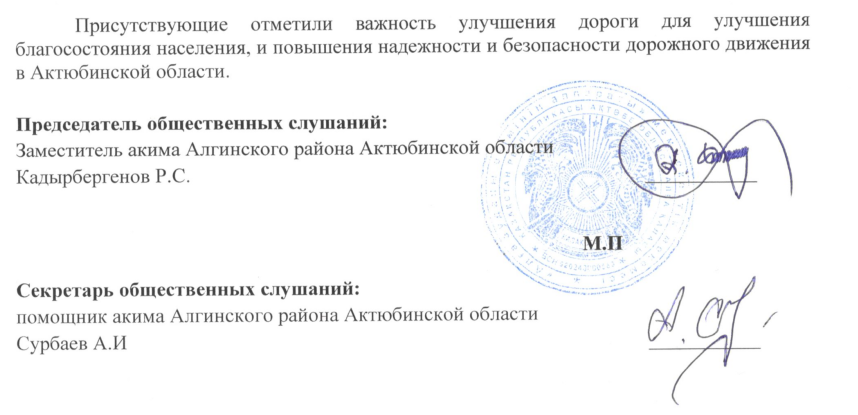 Присутствующие отметили важность улучшения дороги для улучшения
благосостояния населения, и повышения надежности и безопасности дорожного движения
в Актюбинской области.
Председатель общественных слушаний:
Заместитель акима Алгинского района Актюбинской области
Кадырбергенов Р.С.
М.П
Секретарь общественных слушаний:
помощник акима Алгинского района Актюбинской области
Сурбаев А.И